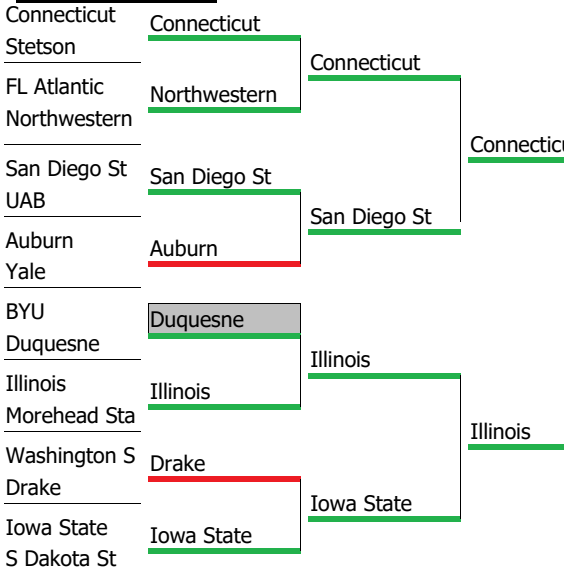 Connecticut
Stetson
FL Atlantic
Northwestern
San Diego St
UAB
Auburn
Yale
BYU
Duquesne
Illinois
Morehead Sta
Washington S
Drake
Iowa State
S Dakota St
Connecticut
Northwestern
San Diego St
Auburn
Duquesne
Illinois
Drake
Iowa State
Connecticut
San Diego St
Illinois
Iowa State
Connecticu
Illinois